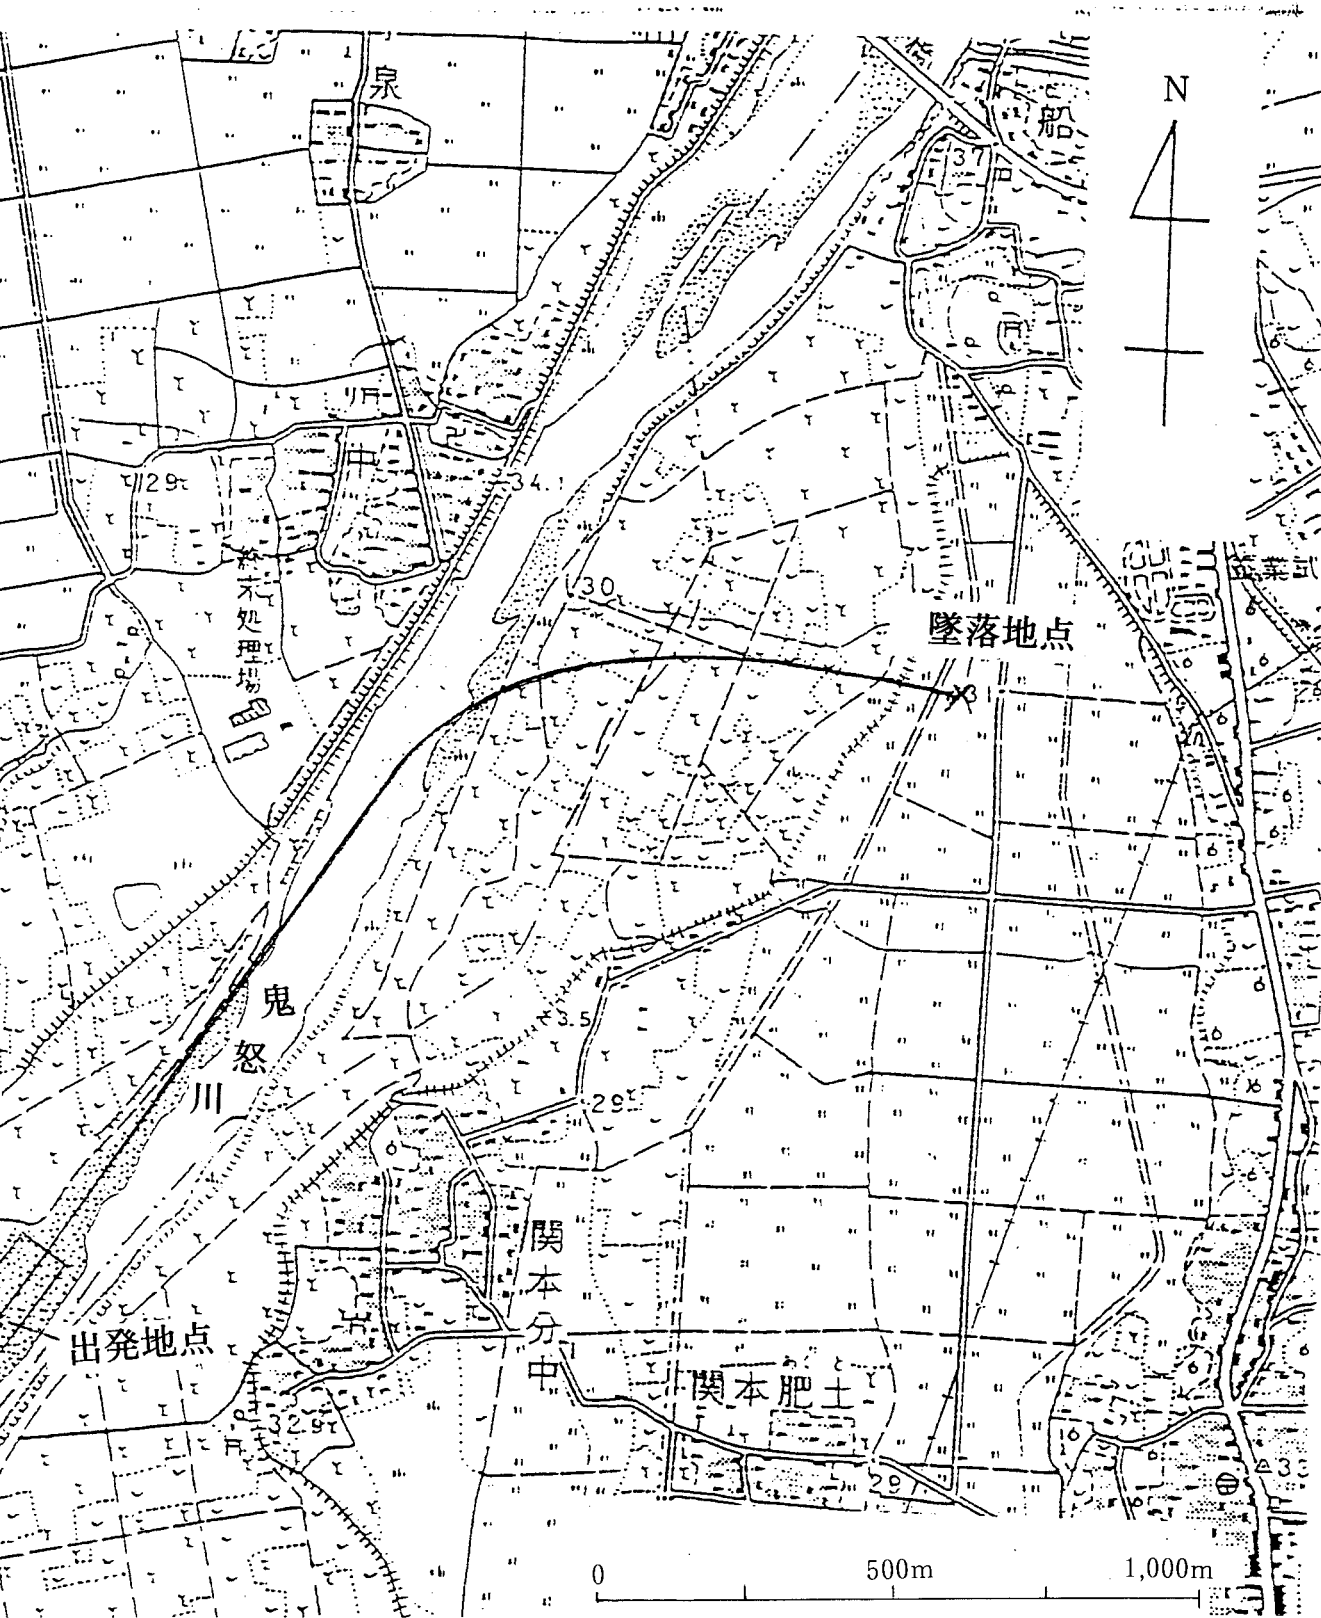 泉
船
N
37
中
29
34.1
終末処理場
30
墜落地点
鬼怒川
3.5
29
関本分中
出発地点
関本肥土
32.9
29
0 500m 1,000m